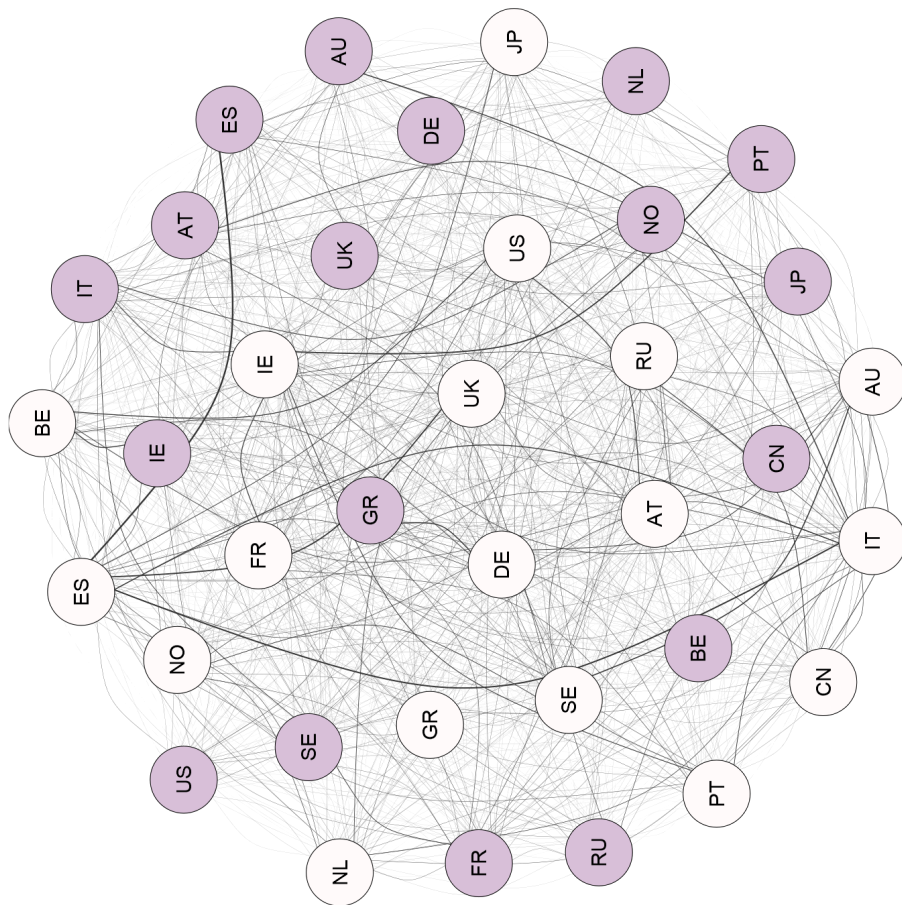 JP
AU
NL
ES
DE
PT
AT
NO
US
UK
JP
IT
IE
RU
AU
UK
BE
IE
CN
GR
AT
IT
FR
DE
ES
BE
NO
CN
SE
GR
SE
US
PT
RU
FR
NL